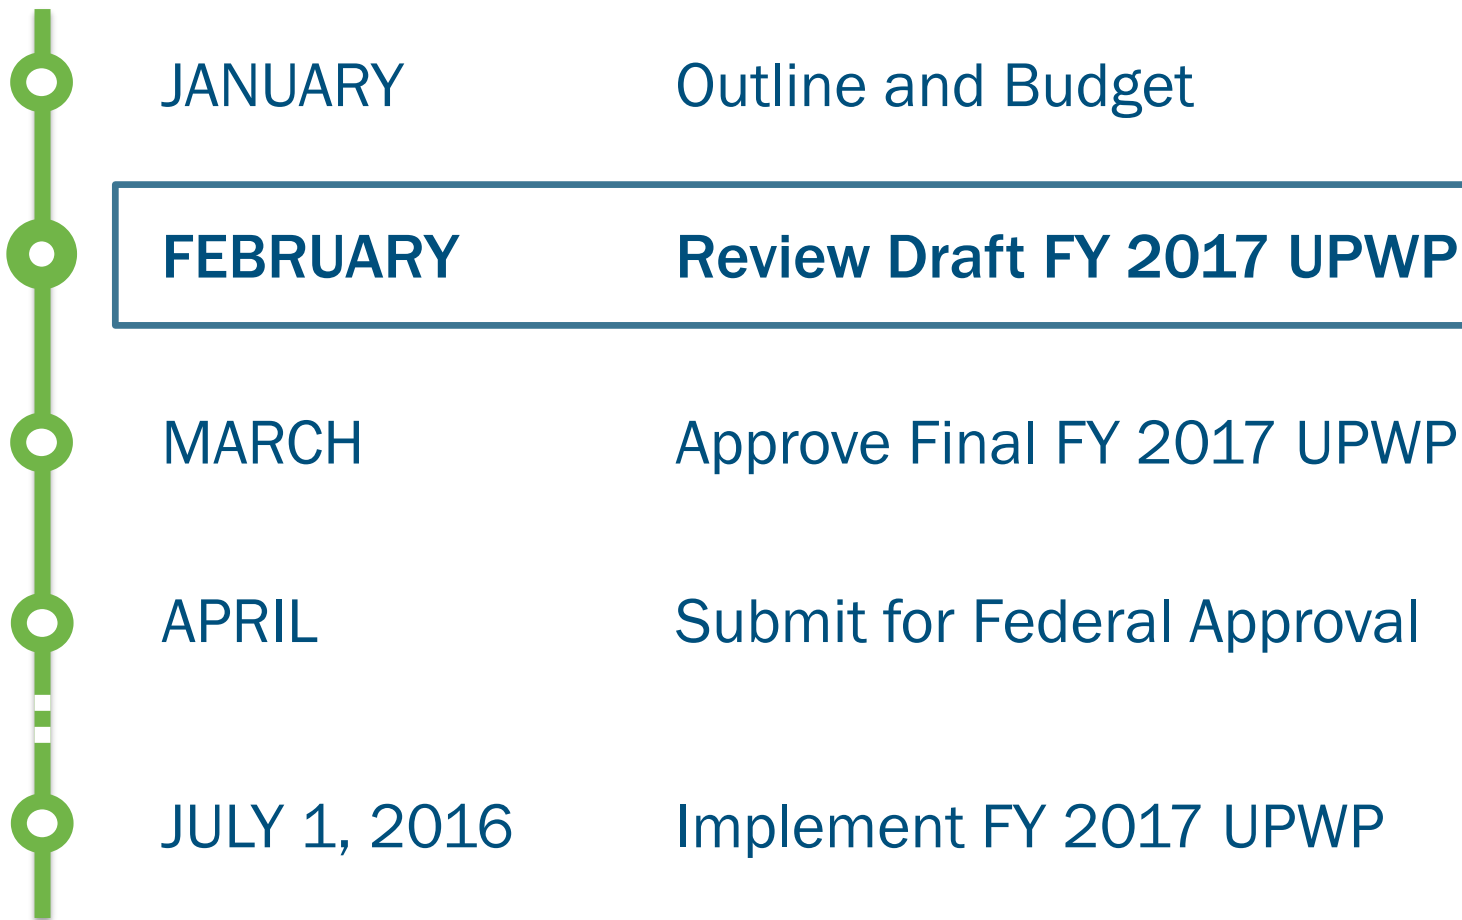 JANUARY Outline and Budget
FEBRUARY Review Draft FY 2017 UPWP
MARCH Approve Final FY 2017 UPWP
APRIL Submit for Federal Approval
JULY 1, 2016 Implement FY 2017 UPWP